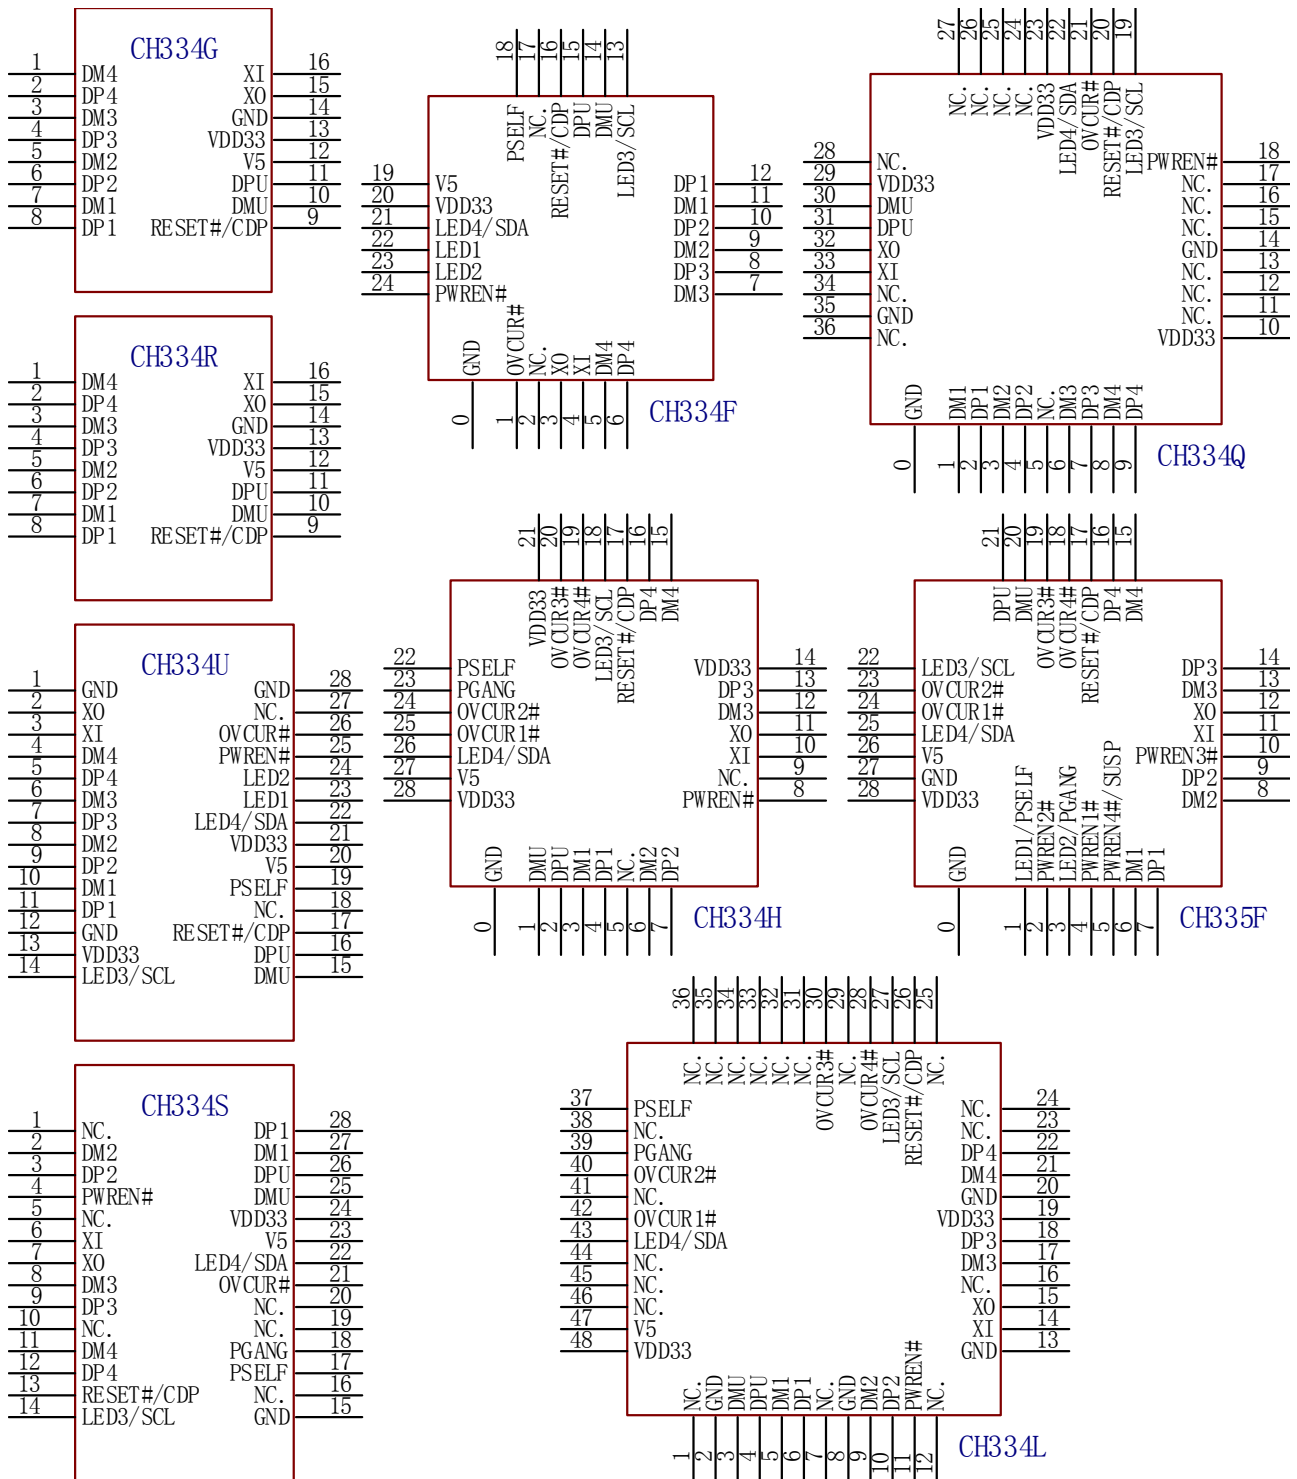 CH334G
1 DM4 XI 16
2 DP4 XO 15
3 DM3 GND 14
4 DP3 VDD33 13
5 DM2 V5 12
6 DP2 DPU 11
7 DM1 DMU 10
8 DP1 RESET#/CDP 9
CH334R
1 DM4 XI 16
2 DP4 XO 15
3 DM3 GND 14
4 DP3 VDD33 13
5 DM2 V5 12
6 DP2 DPU 11
7 DM1 DMU 10
8 DP1 RESET#/CDP 9
CH334U
1 GND GND 28
2 XO NC. 27
3 XI OVCUR# 26
4 DM4 PWREN# 25
5 DP4 LED2 24
6 DM3 LED1 23
7 DP3 LED4/SDA 22
8 DM2 VDD33 21
9 DP2 V5 20
10 DM1 PSELF 19
11 DP1 NC. 18
12 GND RESET#/CDP 17
13 VDD33 DPU 16
14 LED3/SCL DMU 15
CH334S
1 NC. DP1 28
2 DM2 DM1 27
3 DP2 DPU 26
4 PWREN# DMU 25
5 NC. VDD33 24
6 XI V5 23
7 XO LED4/SDA 22
8 DM3 OVCUR# 21
9 DP3 NC. 20
10 NC. NC. 19
11 DM4 PGANG 18
12 DP4 PSELF 17
13 RESET#/CDP NC. 16
14 LED3/SCL GND 15
18 17 16 15 14 13
PSELF NC. RESET#/CDP DPU DMU LED3/SCL
19 V5 DP1 12
20 VDD33 DM1 11
21 LED4/SDA DP2 10
22 LED1 DM2 9
23 LED2 DP3 8
24 PWREN# DM3 7
GND OVCUR# NC. XO XI DM4 DP4
0 1 2 3 4 5 6
CH334F
27 26 25 24 23 22 21 20 19
NC. NC. NC. NC. VDD33 LED4/SDA OVCUR# RESET#/CDP LED3/SCL
28 NC. PWREN# 18
29 VDD33 NC. 17
30 DMU NC. 16
31 DPU NC. 15
32 XO GND 14
33 XI NC. 13
34 NC. NC. 12
35 GND NC. 11
36 NC. VDD33 10
GND DM1 DP1 DM2 DP2 NC. DM3 DP3 DM4 DP4
0 1 2 3 4 5 6 7 8 9
CH334Q
21 20 19 18 17 16 15
VDD33 OVCUR3# OVCUR4# LED3/SCL RESET#/CDP DP4 DM4
22 PSELF VDD33 14
23 PGANG DP3 13
24 OVCUR2# DM3 12
25 OVCUR1# XO 11
26 LED4/SDA XI 10
27 V5 NC. 9
28 VDD33 PWREN# 8
GND DMU DPU DM1 DP1 NC. DM2 DP2
0 1 2 3 4 5 6 7
CH334H
21 20 19 18 17 16 15
DPU DMU OVCUR3# OVCUR4# RESET#/CDP DP4 DM4
22 LED3/SCL DP3 14
23 OVCUR2# DM3 13
24 OVCUR1# XO 12
25 LED4/SDA XI 11
26 V5 PWREN3# 10
27 GND DP2 9
28 VDD33 DM2 8
GND LED1/PSELF PWREN2# LED2/PGANG PWREN1# PWREN4#/SUSP DM1 DP1
0 1 2 3 4 5 6 7
CH335F
36 35 34 33 32 31 30 29 28 27 26 25
NC. NC. NC. NC. NC. NC. OVCUR3# NC. OVCUR4# LED3/SCL RESET#/CDP NC.
37 PSELF NC. 24
38 NC. NC. 23
39 PGANG DP4 22
40 OVCUR2# DM4 21
41 NC. GND 20
42 OVCUR1# VDD33 19
43 LED4/SDA DP3 18
44 NC. DM3 17
45 NC. NC. 16
46 NC. XO 15
47 V5 XI 14
48 VDD33 GND 13
NC. GND DMU DPU DM1 DP1 NC. GND DM2 DP2 PWREN# NC.
1 2 3 4 5 6 7 8 9 10 11 12
CH334L